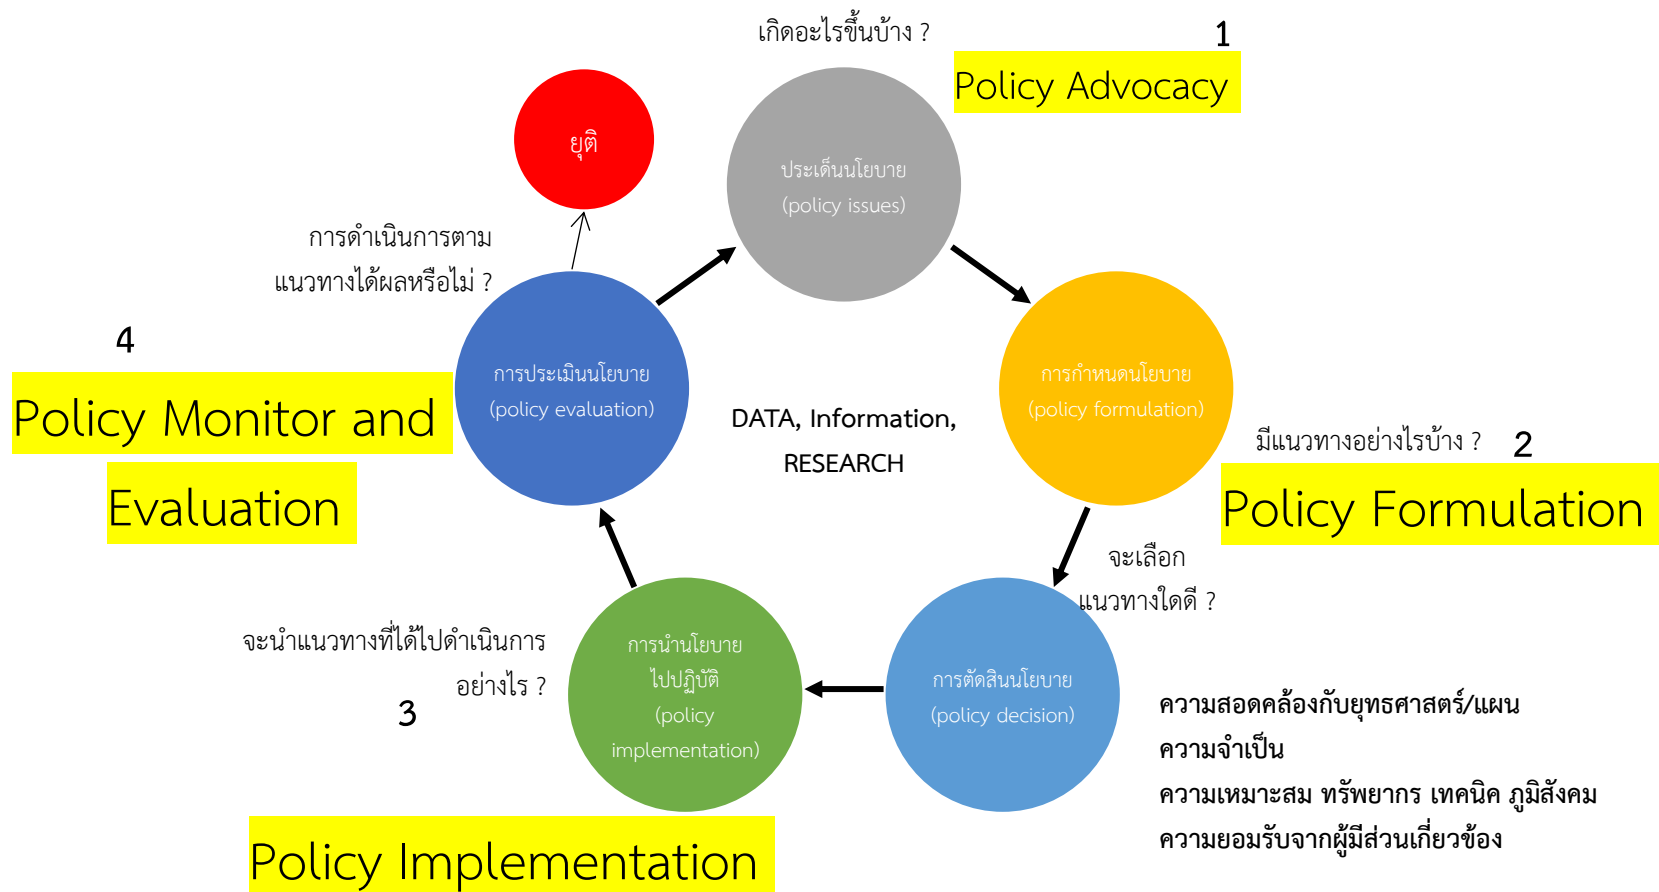 เกิดอะไรขึ้นบ้าง ?
1
Policy Advocacy
ยุติ
ประเด็นนโยบาย
(policy issues)
การดำเนินการตาม
แนวทางได้ผลหรือไม่ ?
4
Policy Monitor and
Evaluation
การประเมินนโยบาย
(policy evaluation)
DATA, Information,
RESEARCH
การกำหนดนโยบาย
(policy formulation)
มีแนวทางอย่างไรบ้าง ?
2
Policy Formulation
จะเลือก
แนวทางใดดี ?
จะนำแนวทางที่ได้ไปดำเนินการ
อย่างไร ?
3
การนำนโยบาย
ไปปฏิบัติ
(policy
implementation)
Policy Implementation
การตัดสินนโยบาย
(policy decision)
ความสอดคล้องกับยุทธศาสตร์/แผน
ความจำเป็น
ความเหมาะสม ทรัพยากร เทคนิค ภูมิสังคม
ความยอมรับจากผู้มีส่วนเกี่ยวข้อง